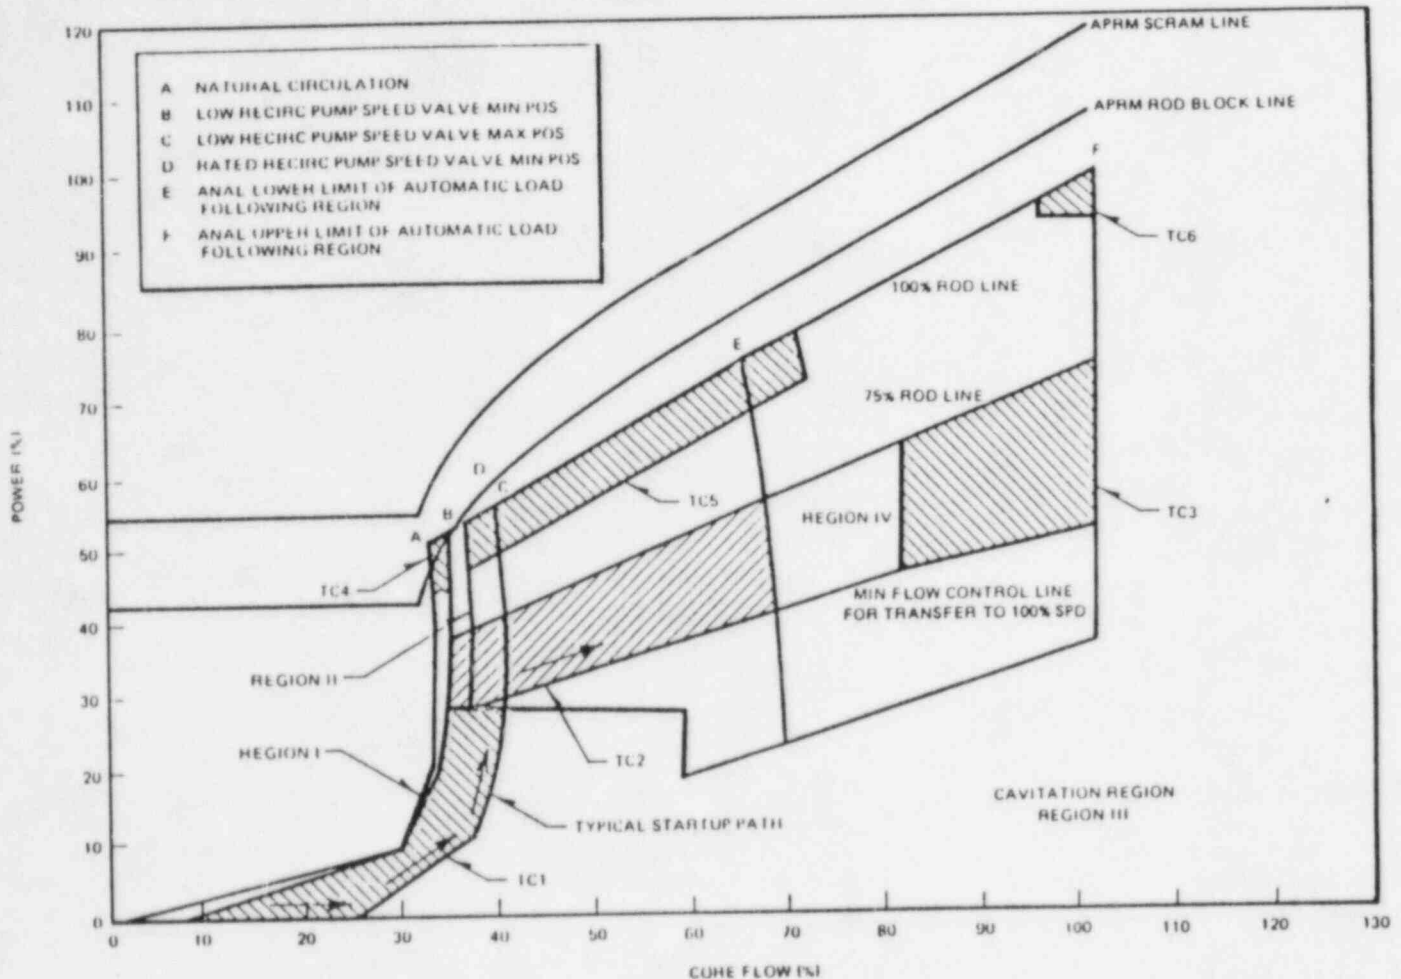 120
110
100
90
80
70
60
50
40
30
20
10
0
POWER (%)
A NATURAL CIRCULATION
B LOW RECIRC PUMP SPEED VALVE MIN POS
C LOW RECIRC PUMP SPEED VALVE MAX POS
D RATED RECIRC PUMP SPEED VALVE MIN POS
E ANAL LOWER LIMIT OF AUTOMATIC LOAD
FOLLOWING REGION
F ANAL UPPER LIMIT OF AUTOMATIC LOAD
FOLLOWING REGION
APRM SCRAM LINE
APRM ROD BLOCK LINE
F
TC6
100% ROD LINE
E
75% ROD LINE
D
C
B
A
TC5
REGION IV
TC3
TC4
MIN FLOW CONTROL LINE
FOR TRANSFER TO 100% SPD
REGION II
REGION I
TC2
CAVITATION REGION
REGION III
TYPICAL STARTUP PATH
TC1
0 10 20 30 40 50 60 70 80 90 100 110 120 130
CORE FLOW (%)